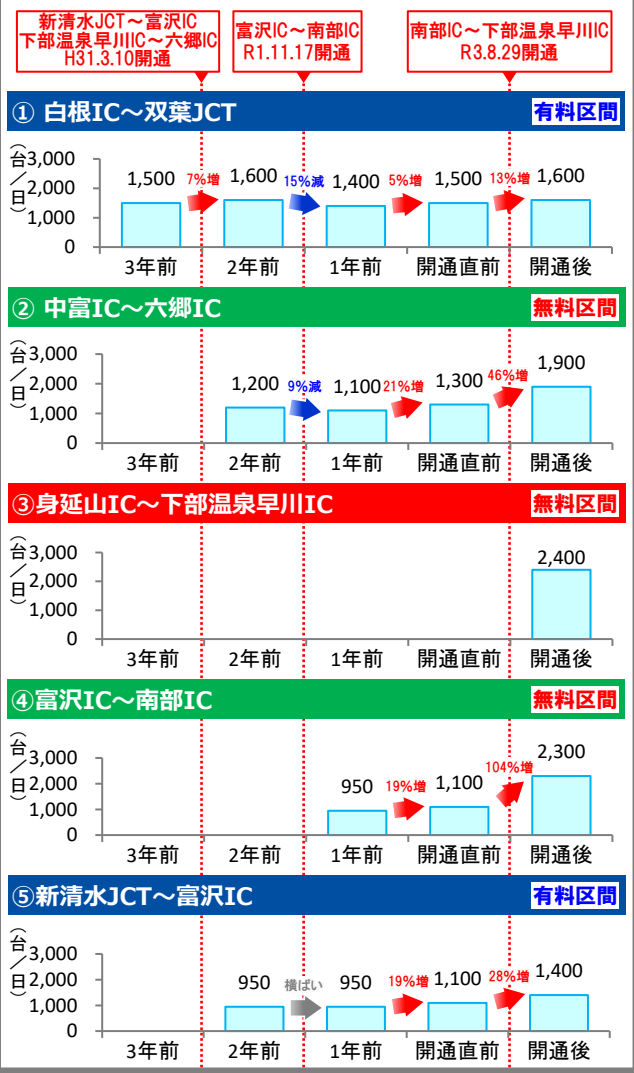 新清水JCT～富沢IC
下部温泉早川IC～六郷IC
H31.3.10開通
富沢IC～南部IC
R1.11.17開通
南部IC～下部温泉早川IC
R3.8.29開通
① 白根IC～双葉JCT 有料区間
(台/日)
3,000
2,000
1,000
0
1,500 7%増 1,600 15%減 1,400 5%増 1,500 13%増 1,600
3年前 2年前 1年前 開通直前 開通後
② 中富IC～六郷IC 無料区間
(台/日)
3,000
2,000
1,000
0
1,200 9%減 1,100 21%増 1,300 46%増 1,900
3年前 2年前 1年前 開通直前 開通後
③身延山IC～下部温泉早川IC 無料区間
(台/日)
3,000
2,000
1,000
0
2,400
3年前 2年前 1年前 開通直前 開通後
④富沢IC～南部IC 無料区間
(台/日)
3,000
2,000
1,000
0
950 19%増 1,100 104%増 2,300
3年前 2年前 1年前 開通直前 開通後
⑤新清水JCT～富沢IC 有料区間
(台/日)
3,000
2,000
1,000
0
950 横ばい 950 19%増 1,100 28%増 1,400
3年前 2年前 1年前 開通直前 開通後